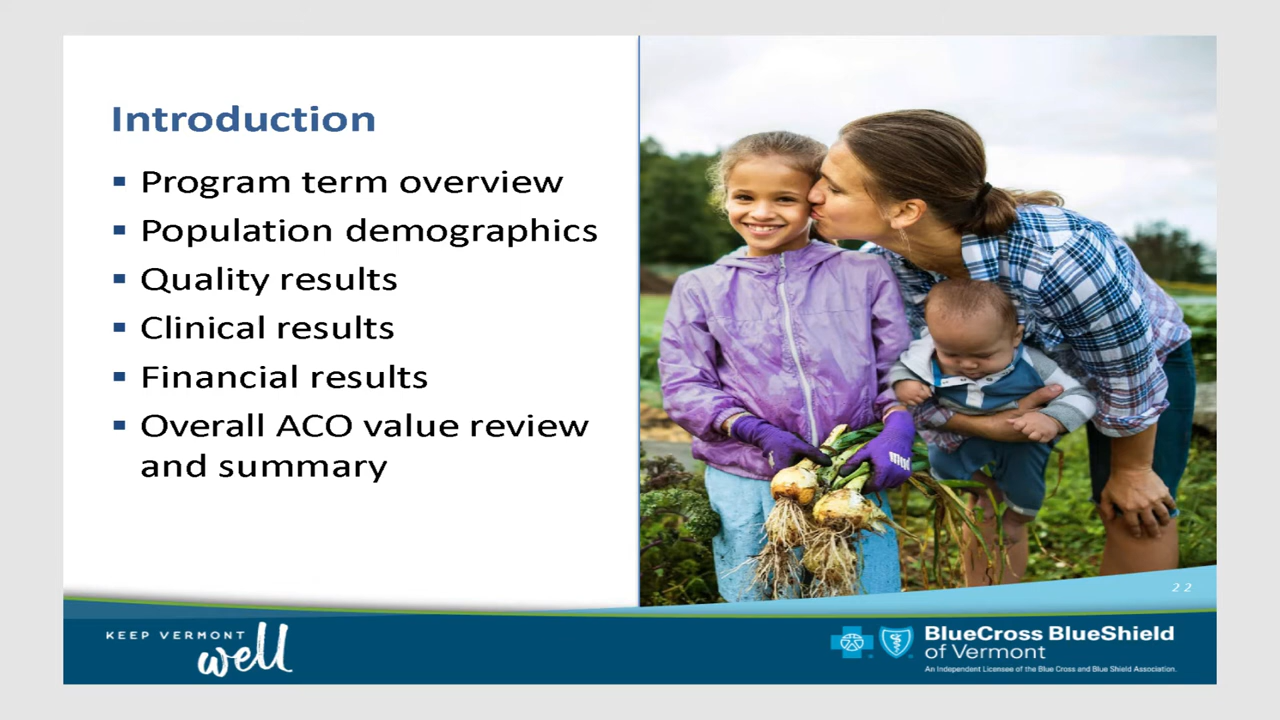 Introduction
Program term overview
Population demographics
Quality results
Clinical results
Financial results
Overall ACO value review
and summary
mgd
22
KEEP VERMONT
well
BlueCross BlueShield
of Vermont
An Independent Licensee of the Blue Cross and Blue Shield Association.